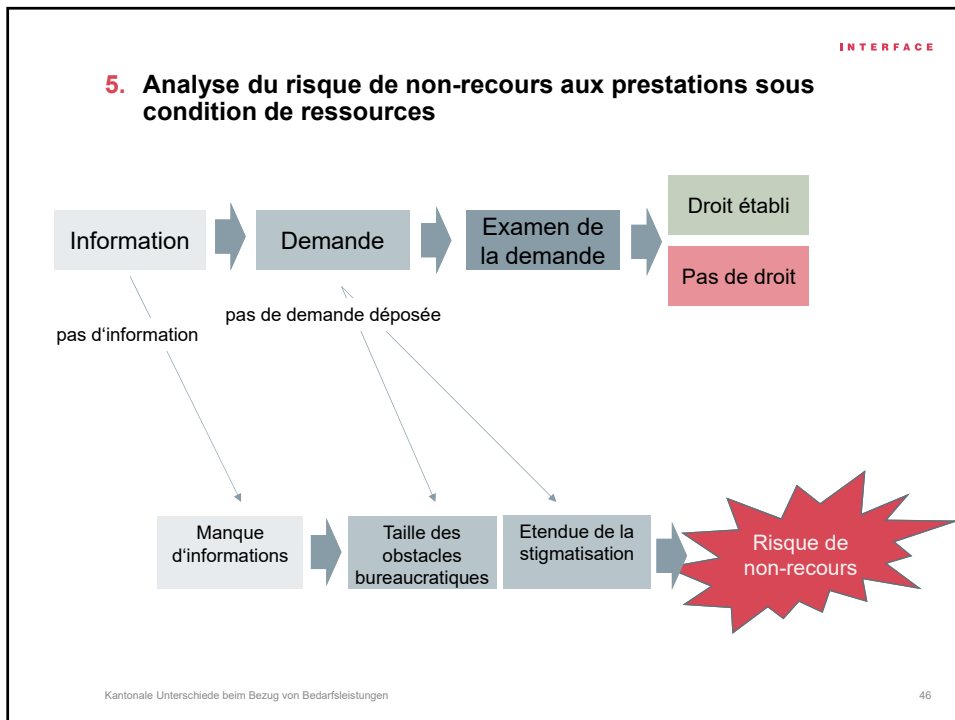 INTERFACE
5. Analyse du risque de non-recours aux prestations sous
condition de ressources
Information
Demande
Examen de
la demande
Droit établi
Pas de droit
pas d‘information
pas de demande déposée
Manque
d‘informations
Taille des
obstacles
bureaucratiques
Etendue de la
stigmatisation
Risque de
non-recours
Kantonale Unterschiede beim Bezug von Bedarfsleistungen
46